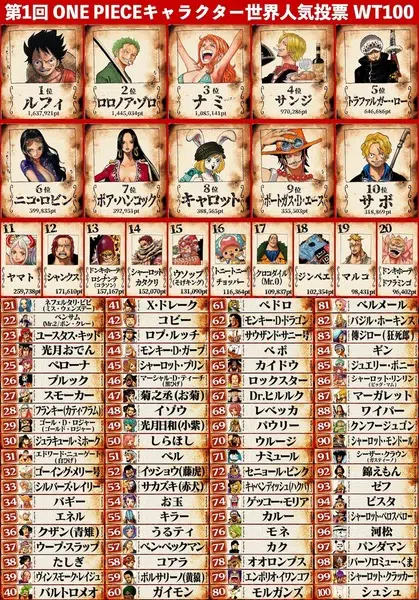 第1回 ONE PIECEキャラクター世界人気投票 WT100
1位
ルフィ
1,637,921pt
2位
ロロノア・ゾロ
1,445,034pt
3位
ナミ
1,085,141pt
4位
サンジ
970,286pt
5位
トラファルガー・ロー
646,686pt
6位
ニコ・ロビン
599,835pt
7位
ボア・ハンコック
392,951pt
8位
キャロット
388,565pt
9位
ポートガス・D・エース
355,503pt
10位
サボ
318,869pt
11
ヤマト
259,738pt
12
シャンクス
171,610pt
13
ドンキホーテ・ロシナンテ
(コラソン)
157,167pt
14
シャーロット・カタクリ
152,070pt
15
ウソップ
(そげキング)
131,090pt
16
トニートニー・チョッパー
116,364pt
17
クロコダイル
(Mr.0)
109,837pt
18
ジンベエ
102,354pt
19
マルコ
98,431pt
20
ドンキホーテ・ドフラミンゴ
96,402pt
21 ネフェルタリ・ビビ
(ミス・ウェンズデー)
22 ベンサム
(Mr.2/ボン・クレー)
23 ユースタス・キッド
24 光月おでん
25 ペローナ
26 ブルック
27 スモーカー
28 フランキー(カティ・フラム)
29 ゴール・D・ロジャー
(ゴールド・ロジャー)
30 ジュラキュール・ミホーク
31 エドワード・ニューゲート
(白ひげ)
32 ゴーイング・メリー号
33 シルバーズ・レイリー
34 バギー
35 エネル
36 クザン(青雉)
37 ウープ・スラップ
38 たしぎ
39 ヴィンスモーク・レイジュ
40 バルトロメオ
41 X・ドレーク
42 コビー
43 ロブ・ルッチ
44 モンキー・D・ガープ
45 シャーロット・プリン
46 マーシャル・D・ティーチ
(黒ひげ)
47 菊之丞(お菊)
48 イゾウ
49 光月日和(小紫)
50 しらほし
51 ペル
52 イッショウ(藤虎)
53 サカズキ(赤犬)
54 お玉
55 キラー
56 うるティ
57 ベン・ベックマン
58 コアラ
59 ボルサリーノ(黄猿)
60 ガイモン
61 ペドロ
62 モンキー・D・ドラゴン
63 サウザンド・サニー号
64 ベポ
65 カイドウ
66 ロックスター
67 Dr.ヒルルク
68 レベッカ
69 パウリー
70 ウルージ
71 ナミュール
72 セニョール・ピンク
73 キャベンディッシュ(ハクバ)
74 ゲッコー・モリア
75 カルー
76 モネ
77 カク
78 オオロンブス
79 エンポリオ・イワンコフ
80 モルガンズ
81 ベルメール
82 バジル・ホーキンス
83 傳ジロー(狂死郎)
84 ギン
85 ジュエリー・ボニー
86 シャーロット・リンリン
(ビッグ・マム)
87 マーガレット
88 ワイパー
89 クンフージュゴン
90 シャーロット・モンドール
91 シーザー・クラウン
92 錦えもん
93 ゼフ
94 ビスタ
95 シャーロット・ペロスペロー
96 河松
97 パンダマン
98 バーソロミュー・くま
99 ドンキホーテ・ロシー
100 シュシュ